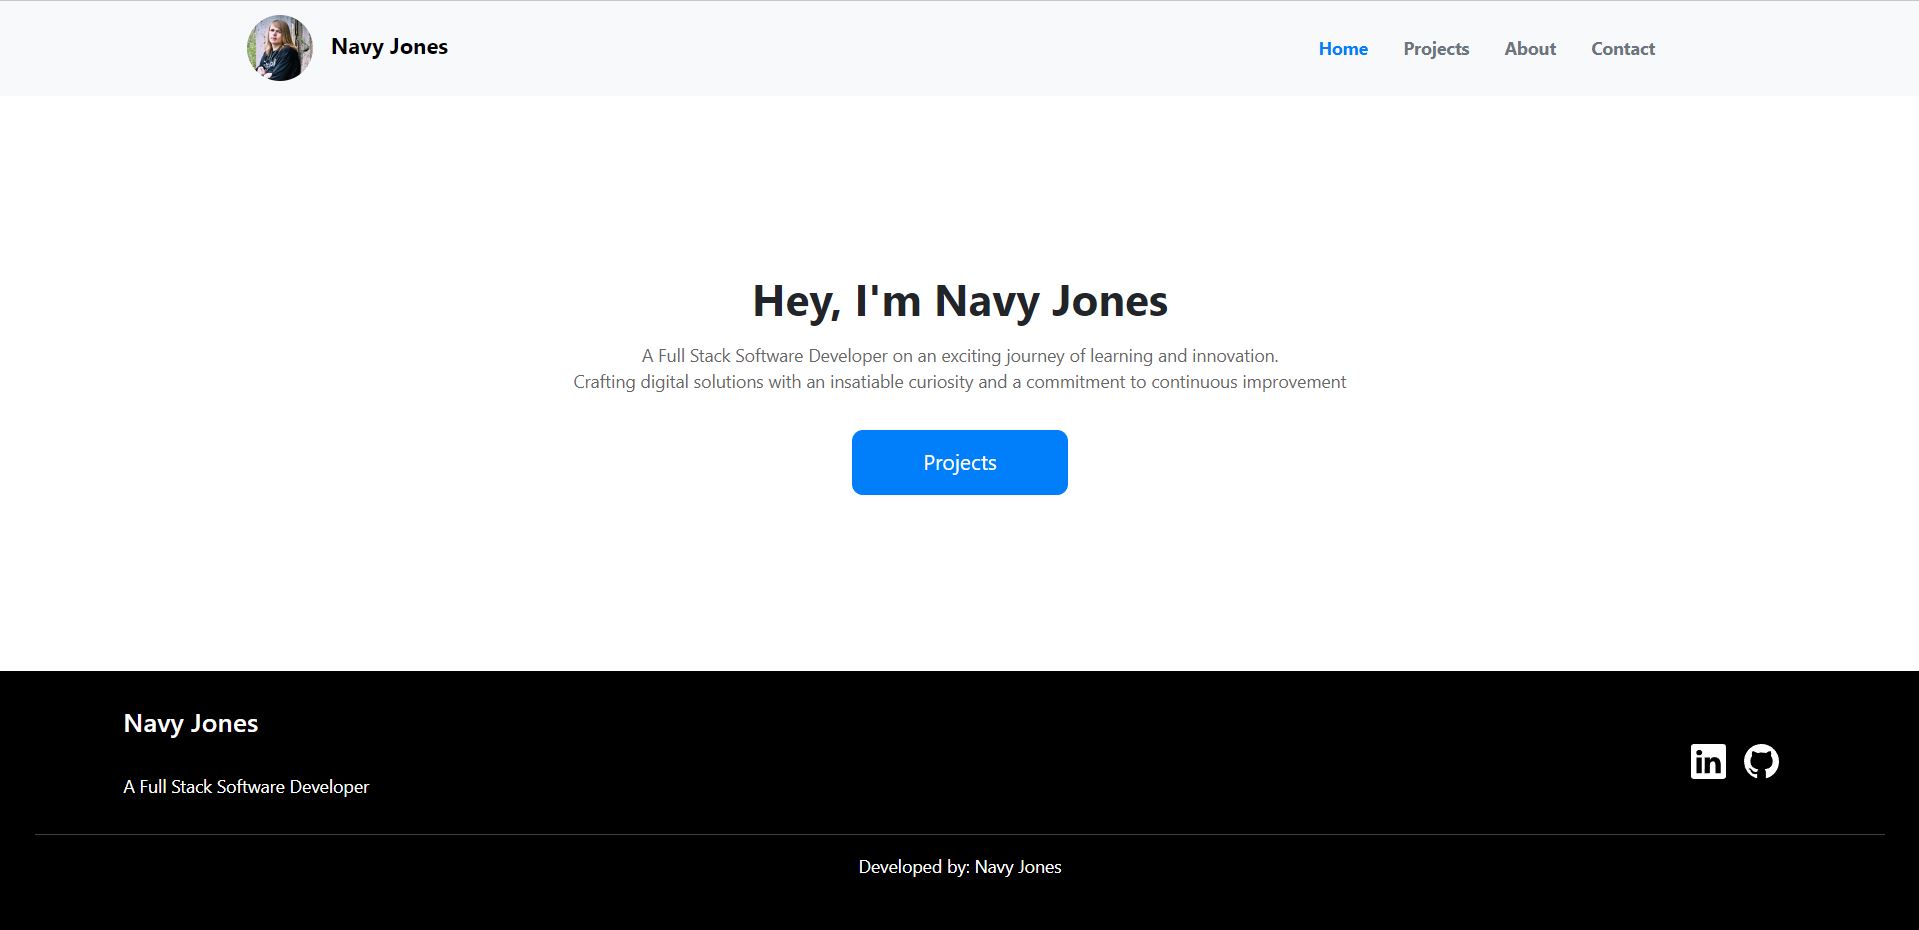 Navy Jones
Home Projects About Contact
Hey, I'm Navy Jones
A Full Stack Software Developer on an exciting journey of learning and innovation.
Crafting digital solutions with an insatiable curiosity and a commitment to continuous improvement
Projects
Navy Jones
A Full Stack Software Developer
in
Developed by: Navy Jones